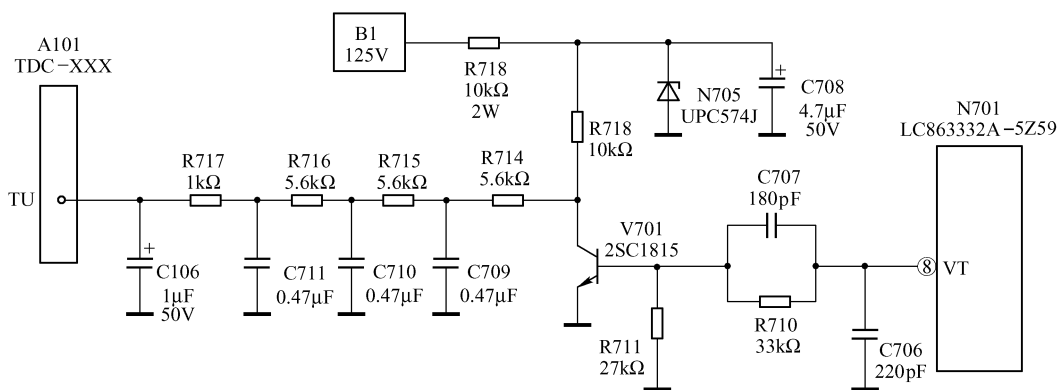 A101
TDC-XXX
TU
B1
125V
R718
10kΩ
2W
R718
10kΩ
N705
UPC574J
+
C708
4.7μF
50V
N701
LC863332A-5Z59
R717
1kΩ
R716
5.6kΩ
R715
5.6kΩ
R714
5.6kΩ
+
C106
1μF
50V
C711
0.47μF
C710
0.47μF
C709
0.47μF
V701
2SC1815
C707
180pF
R710
33kΩ
R711
27kΩ
C706
220pF
⑧ VT